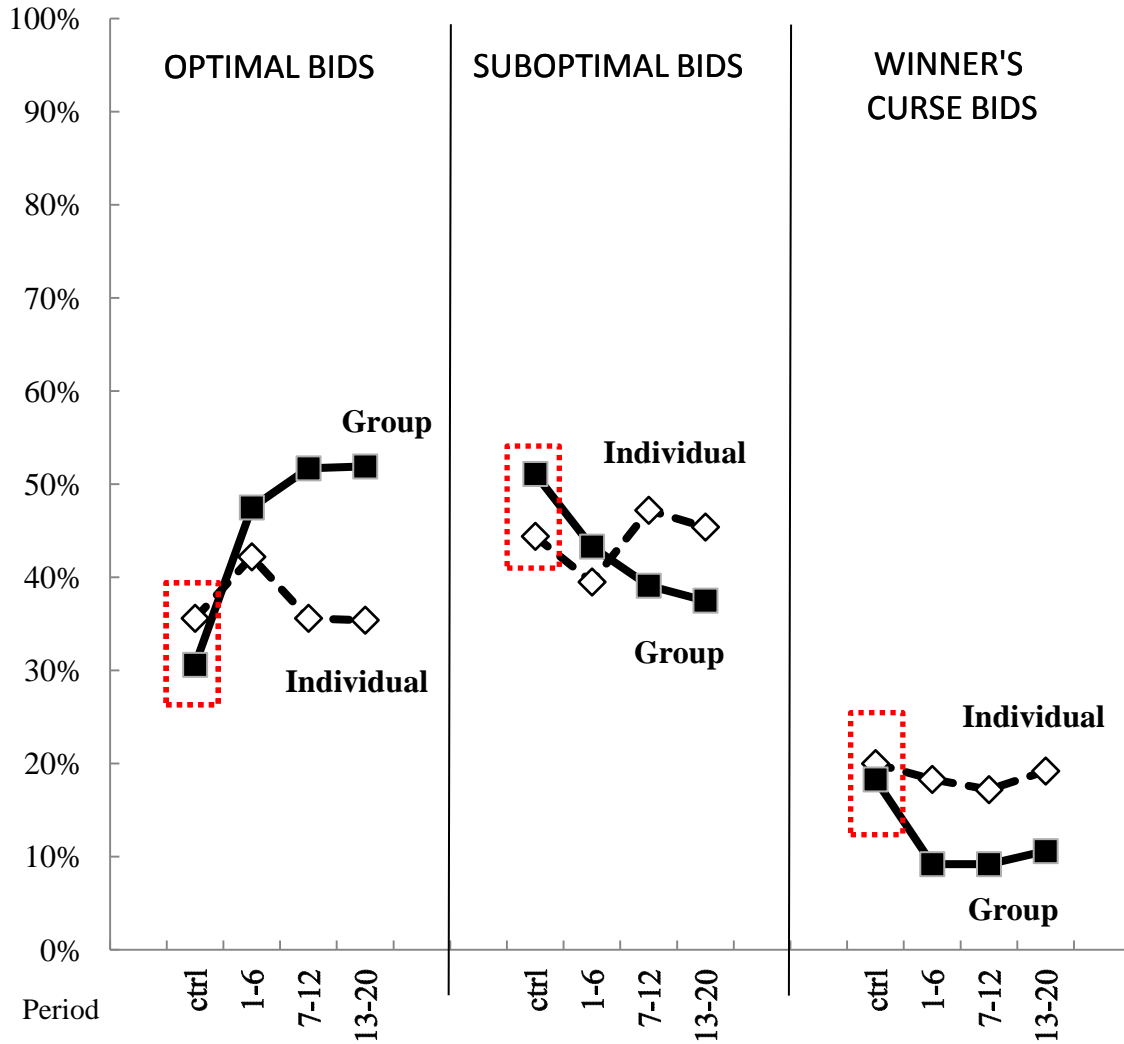 100%
90%
80%
70%
60%
50%
40%
30%
20%
10%
0%
OPTIMAL BIDS
Group
Individual
SUBOPTIMAL BIDS
Individual
Group
WINNER'S
CURSE BIDS
Individual
Group
Period
ctrl
1-6
7-12
13-20
ctrl
1-6
7-12
13-20
ctrl
1-6
7-12
13-20